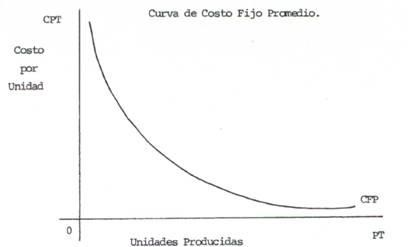 Curva de Costo Fijo Promedio.
CPT
Costo
por
Unidad
CFP
0
PT
Unidades Producidas